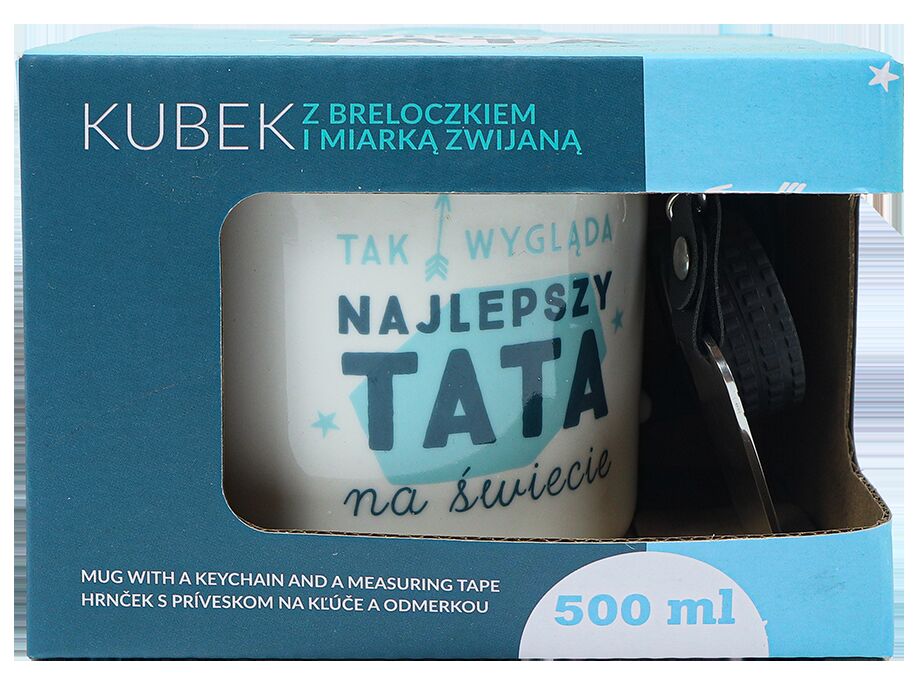 KUBEK
Z BRELOCZKIEM
I MIARKĄ ZWIJANĄ
TAK WYGLĄDA
NAJLEPSZY
TATA
na świecie
MUG WITH A KEYCHAIN AND A MEASURING TAPE
HRNČEK S PRÍVESKOM NA KĽÚČE A ODMERKOU
500 ml